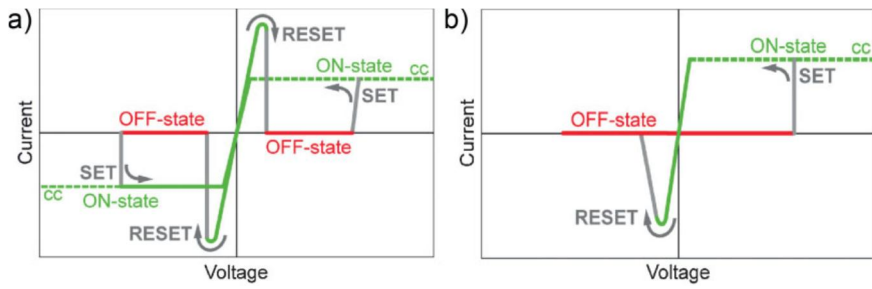 a)
RESET
ON-state
cc
SET
OFF-state
OFF-state
SET
cc
ON-state
RESET
Current
Voltage
b)
ON-state
cc
SET
OFF-state
RESET
Current
Voltage